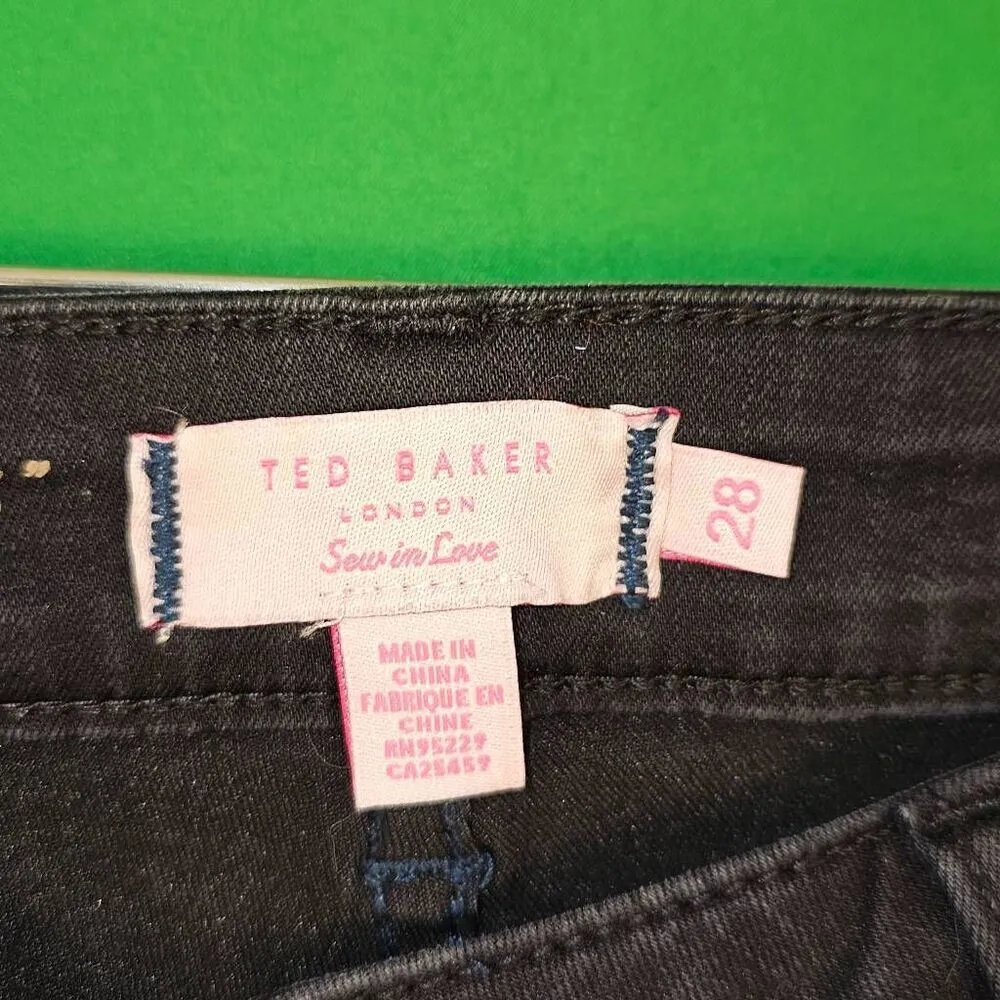 TED BAKER
LONDON
Sew in Love
28
MADE IN
CHINA
FABRIQUE EN
CHINE
RN95229
CA25459